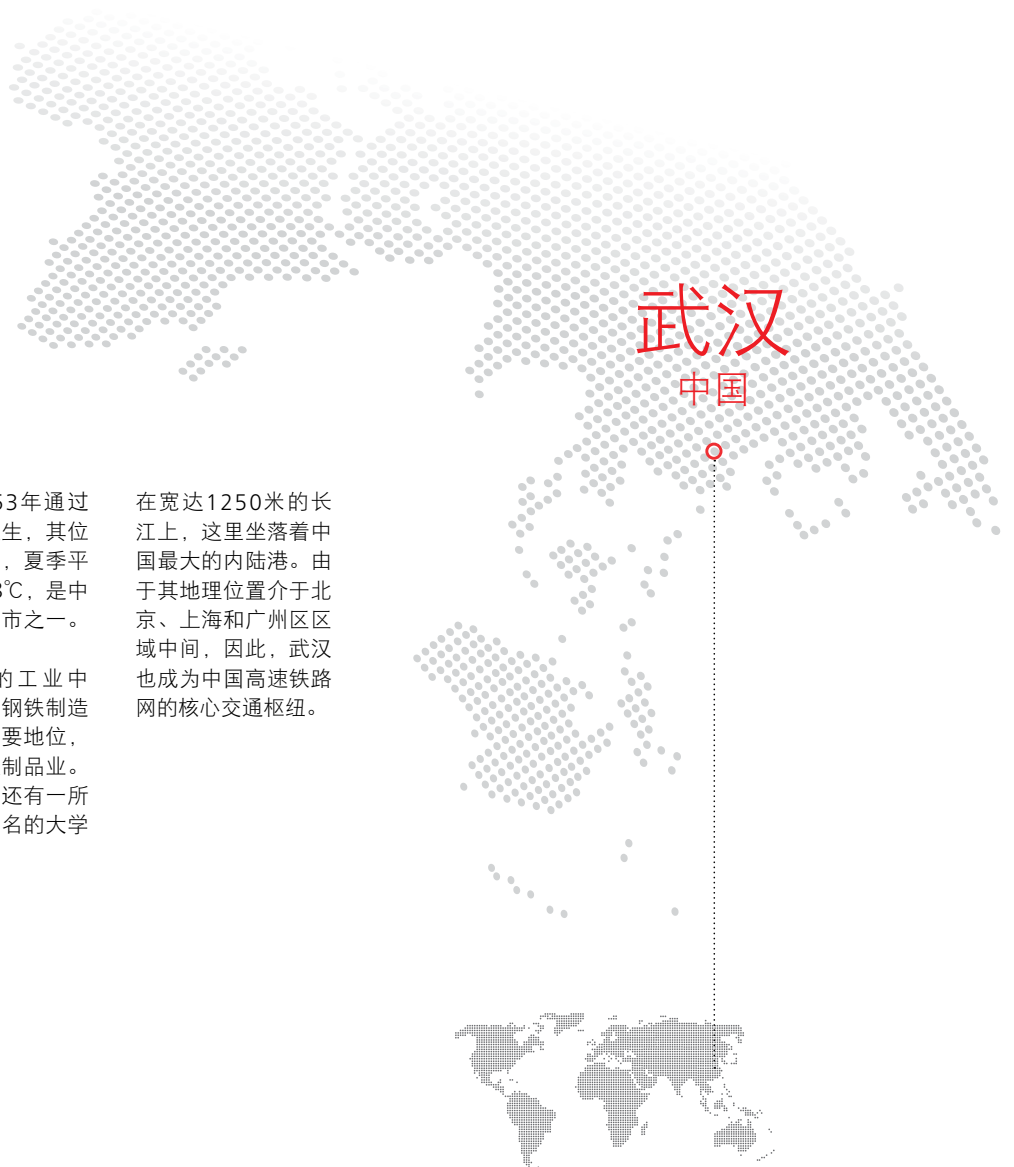 武汉
中国
53年通过
生，其位
，夏季平
8℃，是中
市之一。
的工业中
钢铁制造
要地位，
制品业。
还有一所
名的大学
在宽达1250米的长
江上，这里坐落着中
国最大的内陆港。由
于其地理位置介于北
京、上海和广州区区
域中间，因此，武汉
也成为中国高速铁路
网的核心交通枢纽。